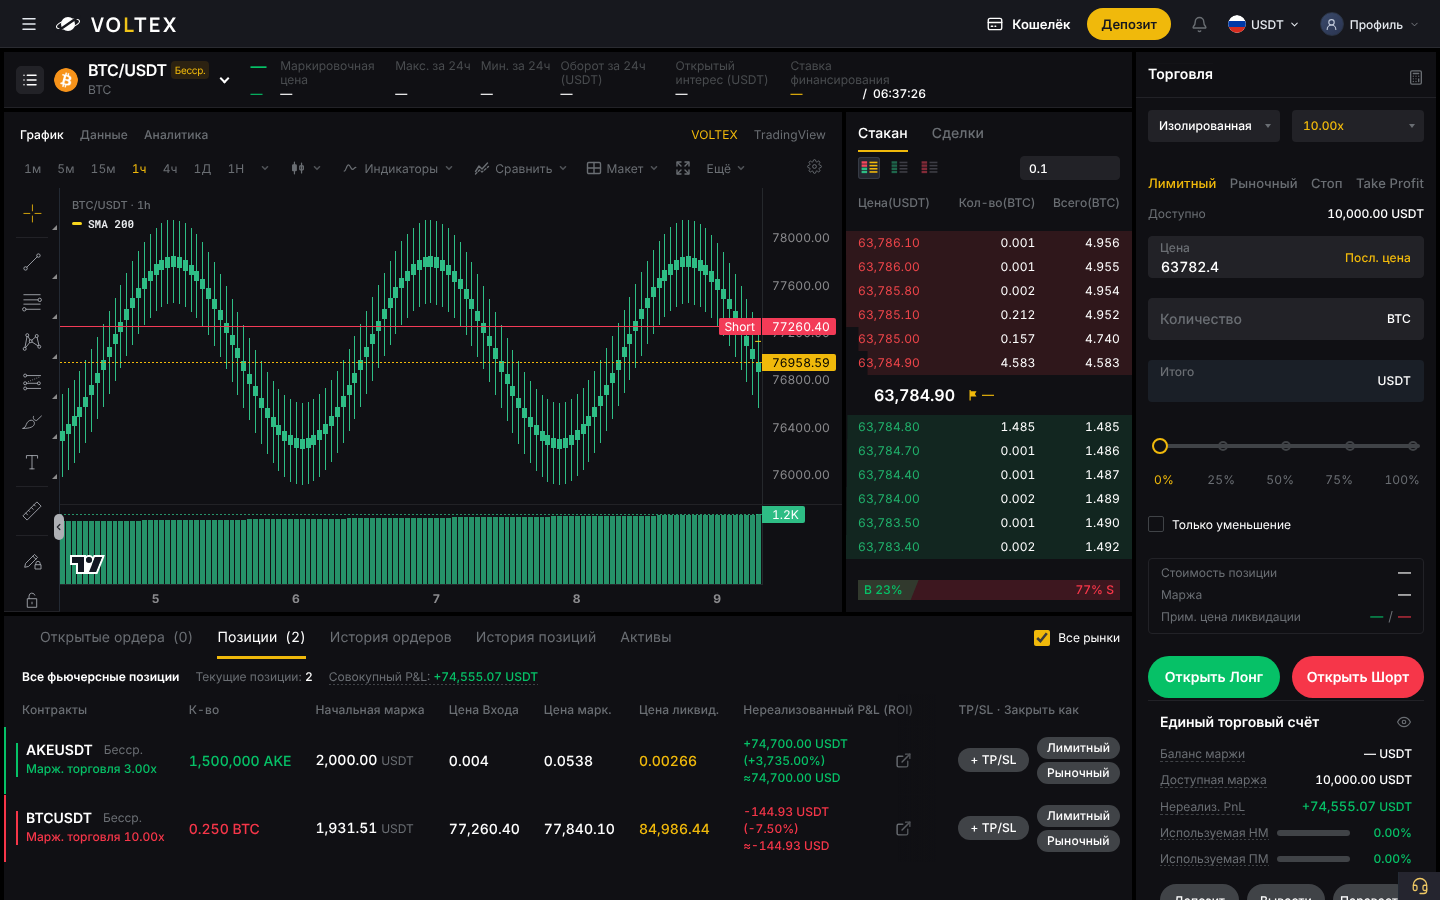 VOLTEX
Кошелёк
Депозит
USDT
Профиль
BTC/USDT Бесср.
BTC
—
—
Маркировочная цена
—
Макс. за 24ч
—
Мин. за 24ч
—
Оборот за 24ч (USDT)
—
Открытый интерес (USDT)
—
Ставка финансирования
— / 06:37:26
График Данные Аналитика
VOLTEX TradingView
1м 5м 15м 1ч 4ч 1Д 1Н
Индикаторы Сравнить Макет Ещё
BTC/USDT · 1h
SMA 200
78000.00
77600.00
Short 77260.40
76958.59
76800.00
76400.00
76000.00
1.2K
5 6 7 8 9
Стакан Сделки
0.1
Цена(USDT) Кол-во(BTC) Всего(BTC)
63,786.10 0.001 4.956
63,786.00 0.001 4.955
63,785.80 0.002 4.954
63,785.10 0.212 4.952
63,785.00 0.157 4.740
63,784.90 4.583 4.583
63,784.90 —
63,784.80 1.485 1.485
63,784.70 0.001 1.486
63,784.40 0.001 1.487
63,784.00 0.002 1.489
63,783.50 0.001 1.490
63,783.40 0.002 1.492
B 23% 77% S
Торговля
Изолированная 10.00x
Лимитный Рыночный Стоп Take Profit
Доступно 10,000.00 USDT
Цена
63782.4 Посл. цена
Количество BTC
Итого
USDT
0% 25% 50% 75% 100%
Только уменьшение
Стоимость позиции —
Маржа —
Прим. цена ликвидации — / —
Открыть Лонг Открыть Шорт
Единый торговый счёт
Баланс маржи — USDT
Доступная маржа 10,000.00 USDT
Нереализ. PnL +74,555.07 USDT
Используемая НМ 0.00%
Используемая ПМ 0.00%
Депозит Вывести Перевест
Открытые ордера (0) Позиции (2) История ордеров История позиций Активы
Все рынки
Все фьючерсные позиции Текущие позиции: 2 Совокупный P&L: +74,555.07 USDT
Контракты К-во Начальная маржа Цена Входа Цена марк. Цена ликвид. Нереализованный P&L (ROI) TP/SL · Закрыть как
AKEUSDT Бесср.
Марж. торговля 3.00x
1,500,000 AKE 2,000.00 USDT 0.004 0.0538 0.00266
+74,700.00 USDT
(+3,735.00%)
≈74,700.00 USD
+ TP/SL
Лимитный
Рыночный
BTCUSDT Бесср.
Марж. торговля 10.00x
0.250 BTC 1,931.51 USDT 77,260.40 77,840.10 84,986.44
-144.93 USDT
(-7.50%)
≈-144.93 USD
+ TP/SL
Лимитный
Рыночный